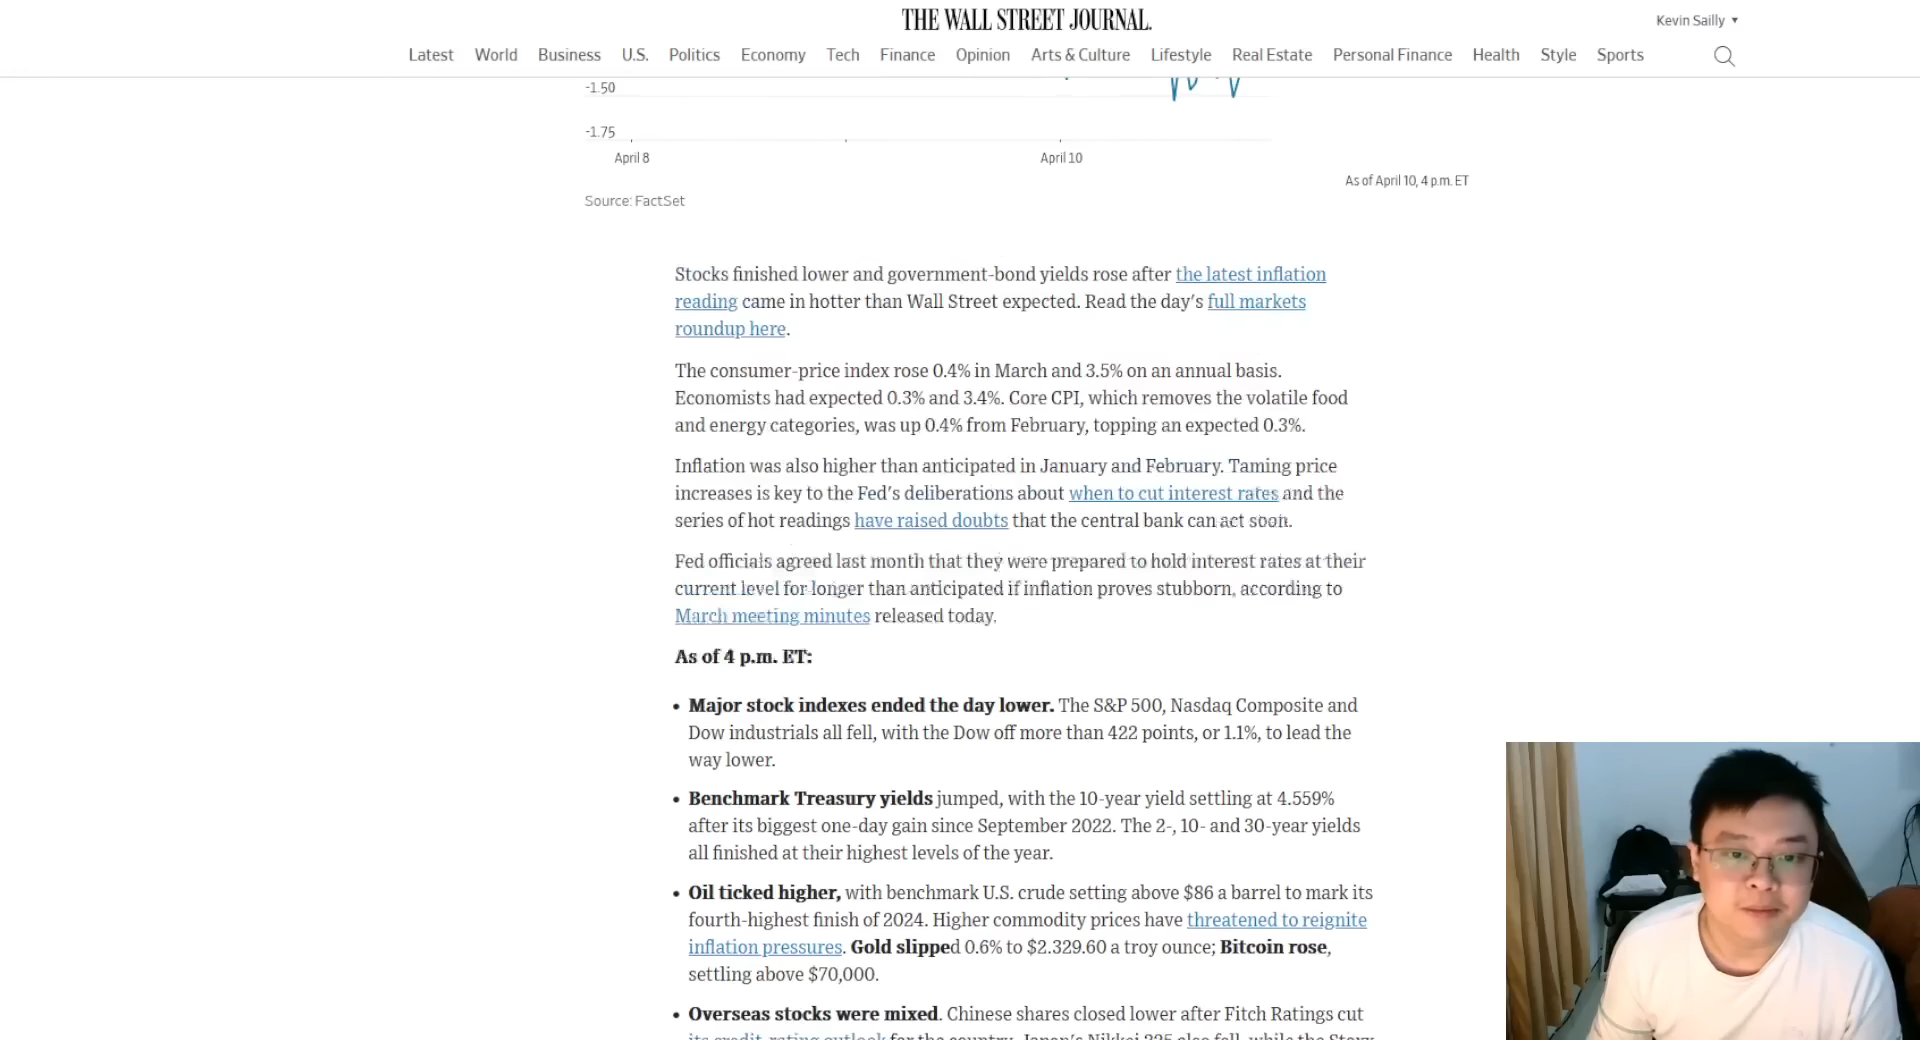 THE WALL STREET JOURNAL.
Kevin Sailly ▾
Latest World Business U.S. Politics Economy Tech Finance Opinion Arts & Culture Lifestyle Real Estate Personal Finance Health Style Sports
-1.50
-1.75
April 8 April 10
As of April 10, 4 p.m. ET
Source: FactSet
Stocks finished lower and government-bond yields rose after the latest inflation
reading came in hotter than Wall Street expected. Read the day's full markets
roundup here.
The consumer-price index rose 0.4% in March and 3.5% on an annual basis.
Economists had expected 0.3% and 3.4%. Core CPI, which removes the volatile food
and energy categories, was up 0.4% from February, topping an expected 0.3%.
Inflation was also higher than anticipated in January and February. Taming price
increases is key to the Fed's deliberations about when to cut interest rates and the
series of hot readings have raised doubts that the central bank can act soon.
Fed officials agreed last month that they were prepared to hold interest rates at their
current level for longer than anticipated if inflation proves stubborn, according to
March meeting minutes released today.
As of 4 p.m. ET:
• Major stock indexes ended the day lower. The S&P 500, Nasdaq Composite and
Dow industrials all fell, with the Dow off more than 422 points, or 1.1%, to lead the
way lower.
• Benchmark Treasury yields jumped, with the 10-year yield settling at 4.559%
after its biggest one-day gain since September 2022. The 2-, 10- and 30-year yields
all finished at their highest levels of the year.
• Oil ticked higher, with benchmark U.S. crude setting above $86 a barrel to mark its
fourth-highest finish of 2024. Higher commodity prices have threatened to reignite
inflation pressures. Gold slipped 0.6% to $2.329.60 a troy ounce; Bitcoin rose,
settling above $70,000.
• Overseas stocks were mixed. Chinese shares closed lower after Fitch Ratings cut
its credit-rating outlook for the country. Japan's Nikkei 225 also fell, while the Stoxx